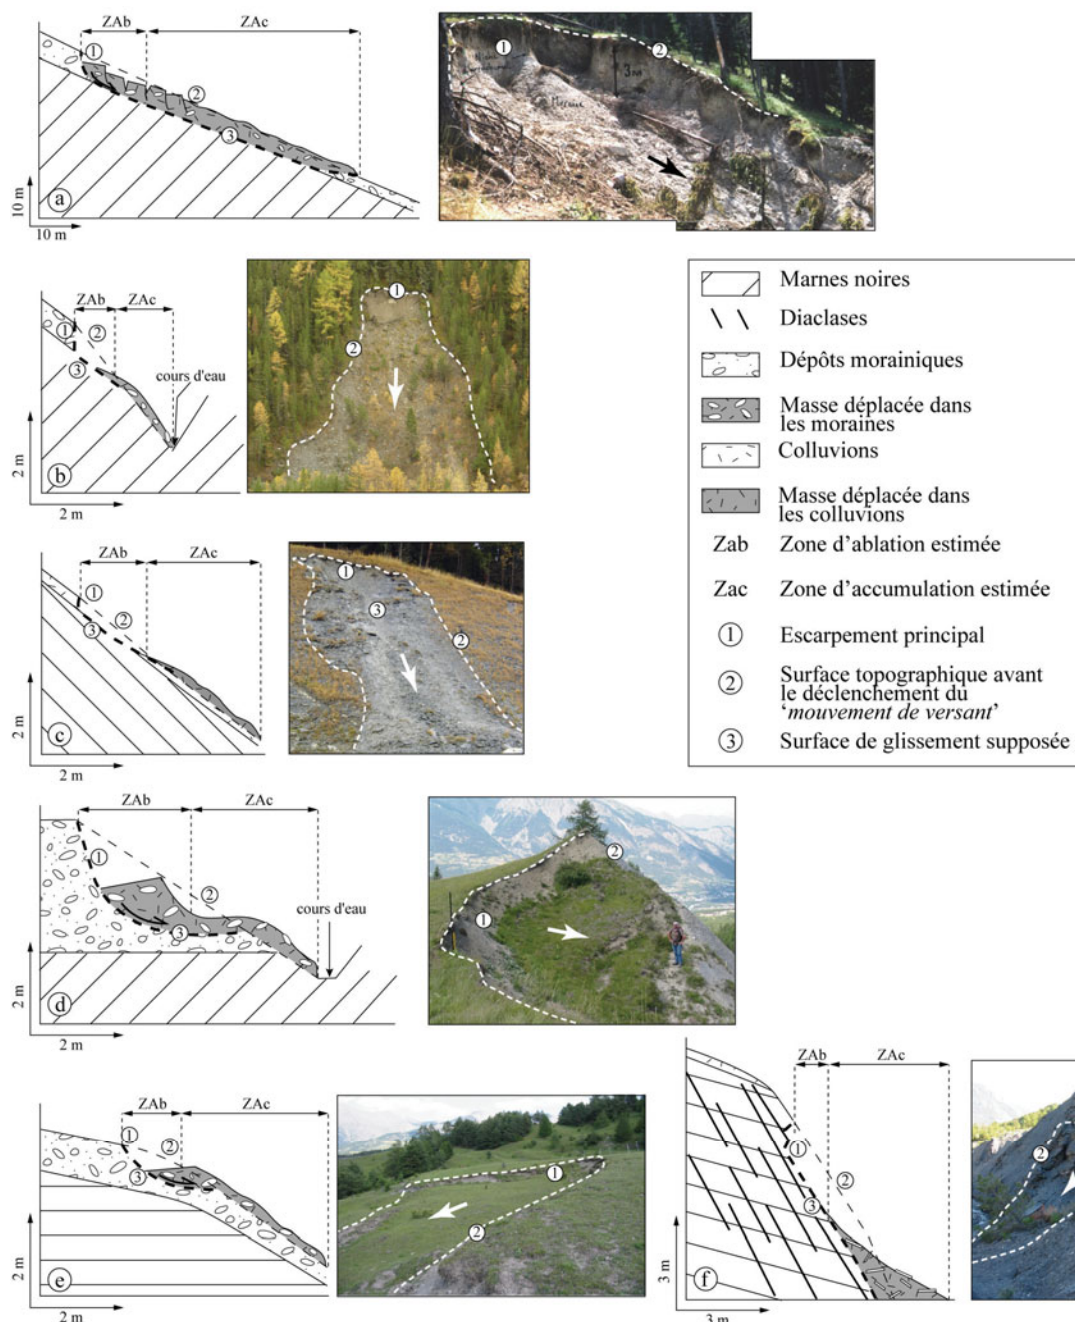 ZAb ZAc
1
2
3
10 m
a
10 m
1
2
3 m
ZAb ZAc
1
2
3
cours d'eau
2 m
b
2 m
1
2
ZAb ZAc
1
2
3
2 m
c
2 m
1
3
2
Marnes noires
Diaclases
Dépôts morainiques
Masse déplacée dans
les moraines
Colluvions
Masse déplacée dans
les colluvions
Zab Zone d'ablation estimée
Zac Zone d'accumulation estimée
1 Escarpement principal
2 Surface topographique avant
le déclenchement du
'mouvement de versant'
3 Surface de glissement supposée
ZAb ZAc
1
2
3
cours d'eau
2 m
d
2 m
2
1
ZAb ZAc
1
2
3
2 m
e
2 m
1
2
ZAb ZAc
1
2
3
3 m
f
3 m
2